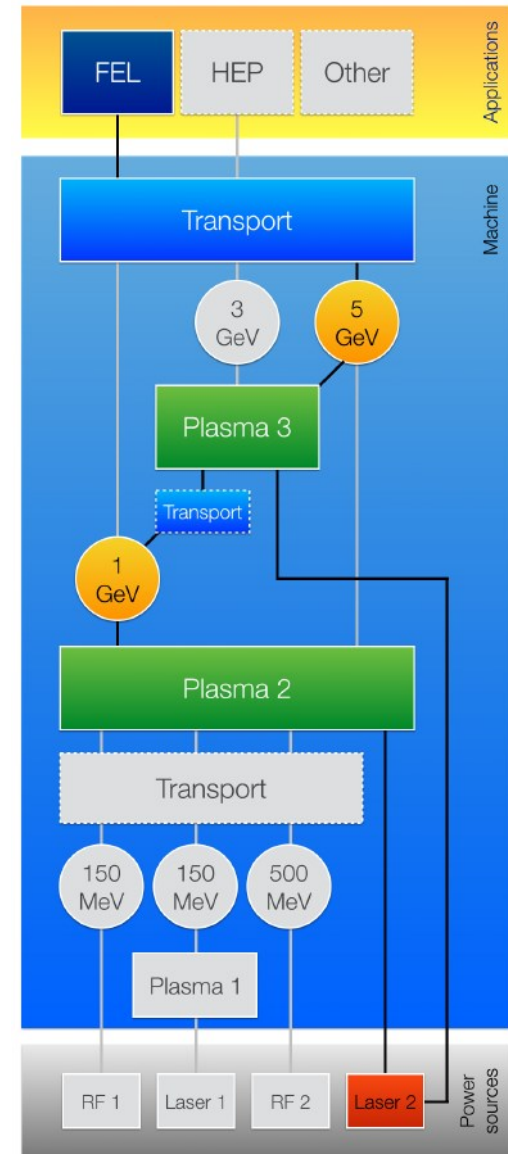 FEL
HEP
Other
Applications
Transport
Machine
3
GeV
5
GeV
Plasma 3
Transport
1
GeV
Plasma 2
Transport
150
MeV
150
MeV
500
MeV
Plasma 1
RF 1
Laser 1
RF 2
Laser 2
Power
sources